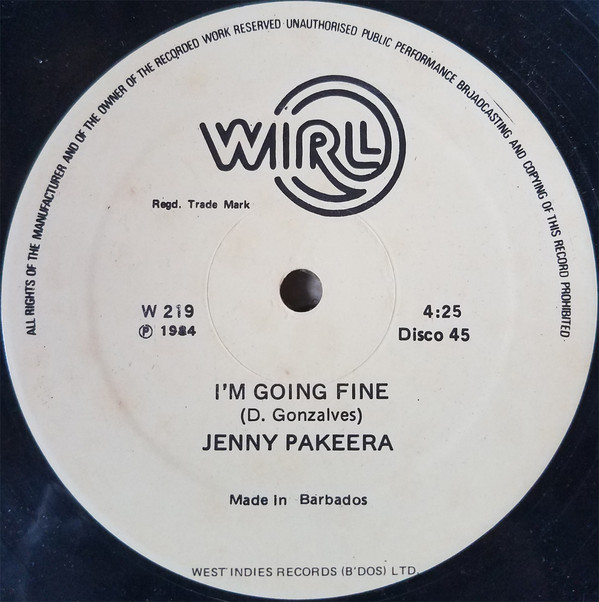 ALL RIGHTS OF THE MANUFACTURER AND OF THE OWNER OF THE RECORDED WORK RESERVED UNAUTHORISED PUBLIC PERFORMANCE BROADCASTING AND COPYING OF THIS RECORD PROHIBITED
WIRL
Regd. Trade Mark
W 219
℗ 1984
4:25
Disco 45
I'M GOING FINE
(D. Gonzalves)
JENNY PAKEERA
Made In Barbados
WEST INDIES RECORDS (B'DOS) LTD.